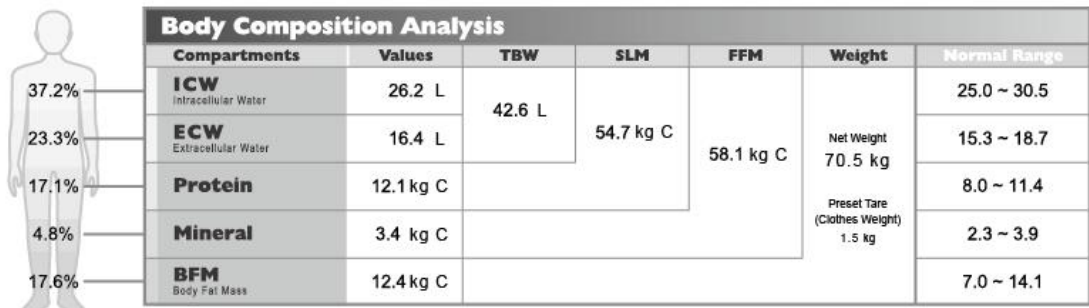 Body Composition Analysis
Compartments Values TBW SLM FFM Weight Normal Range
37.2% ICW 26.2 L 25.0 ~ 30.5
Intracellular Water
42.6 L
23.3% ECW 16.4 L 54.7 kg C 15.3 ~ 18.7
Extracellular Water
58.1 kg C
Net Weight
70.5 kg
17.1% Protein 12.1 kg C 8.0 ~ 11.4
Preset Tare
(Clothes Weight)
1.5 kg
4.8% Mineral 3.4 kg C 2.3 ~ 3.9
17.6% BFM 12.4 kg C 7.0 ~ 14.1
Body Fat Mass